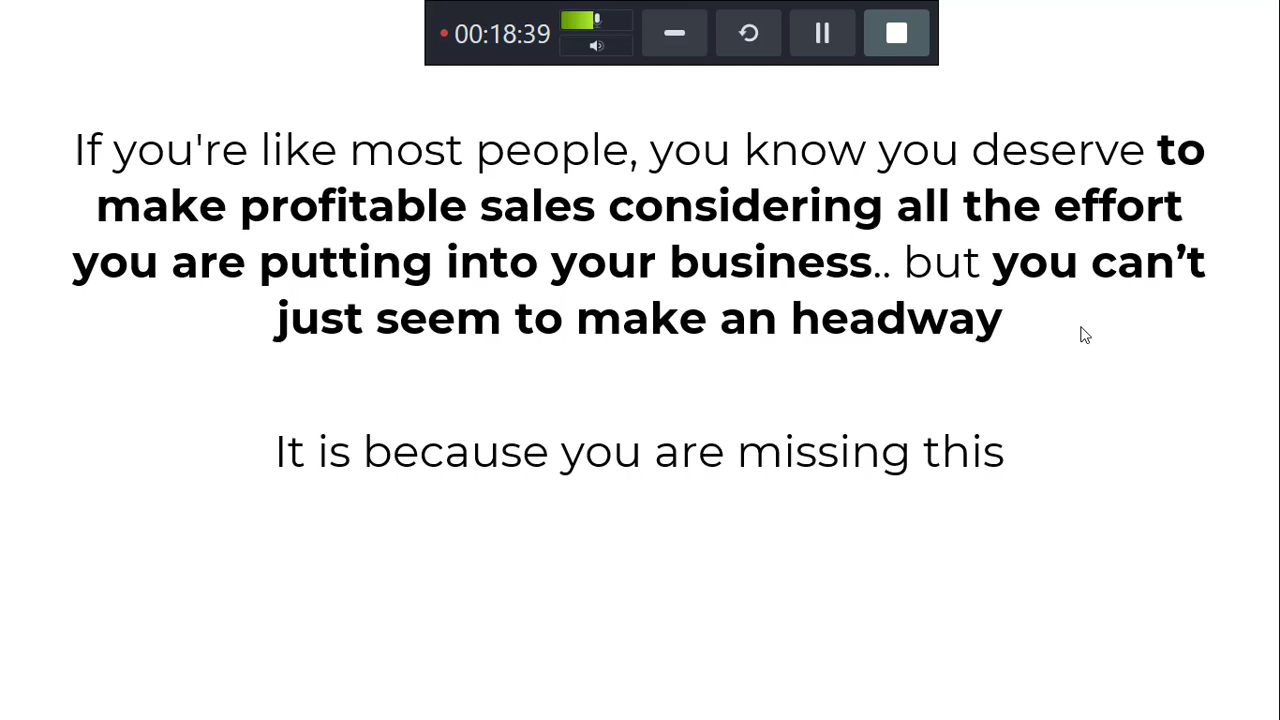 00:18:39
If you're like most people, you know you deserve to
make profitable sales considering all the effort
you are putting into your business.. but you can’t
just seem to make an headway
It is because you are missing this